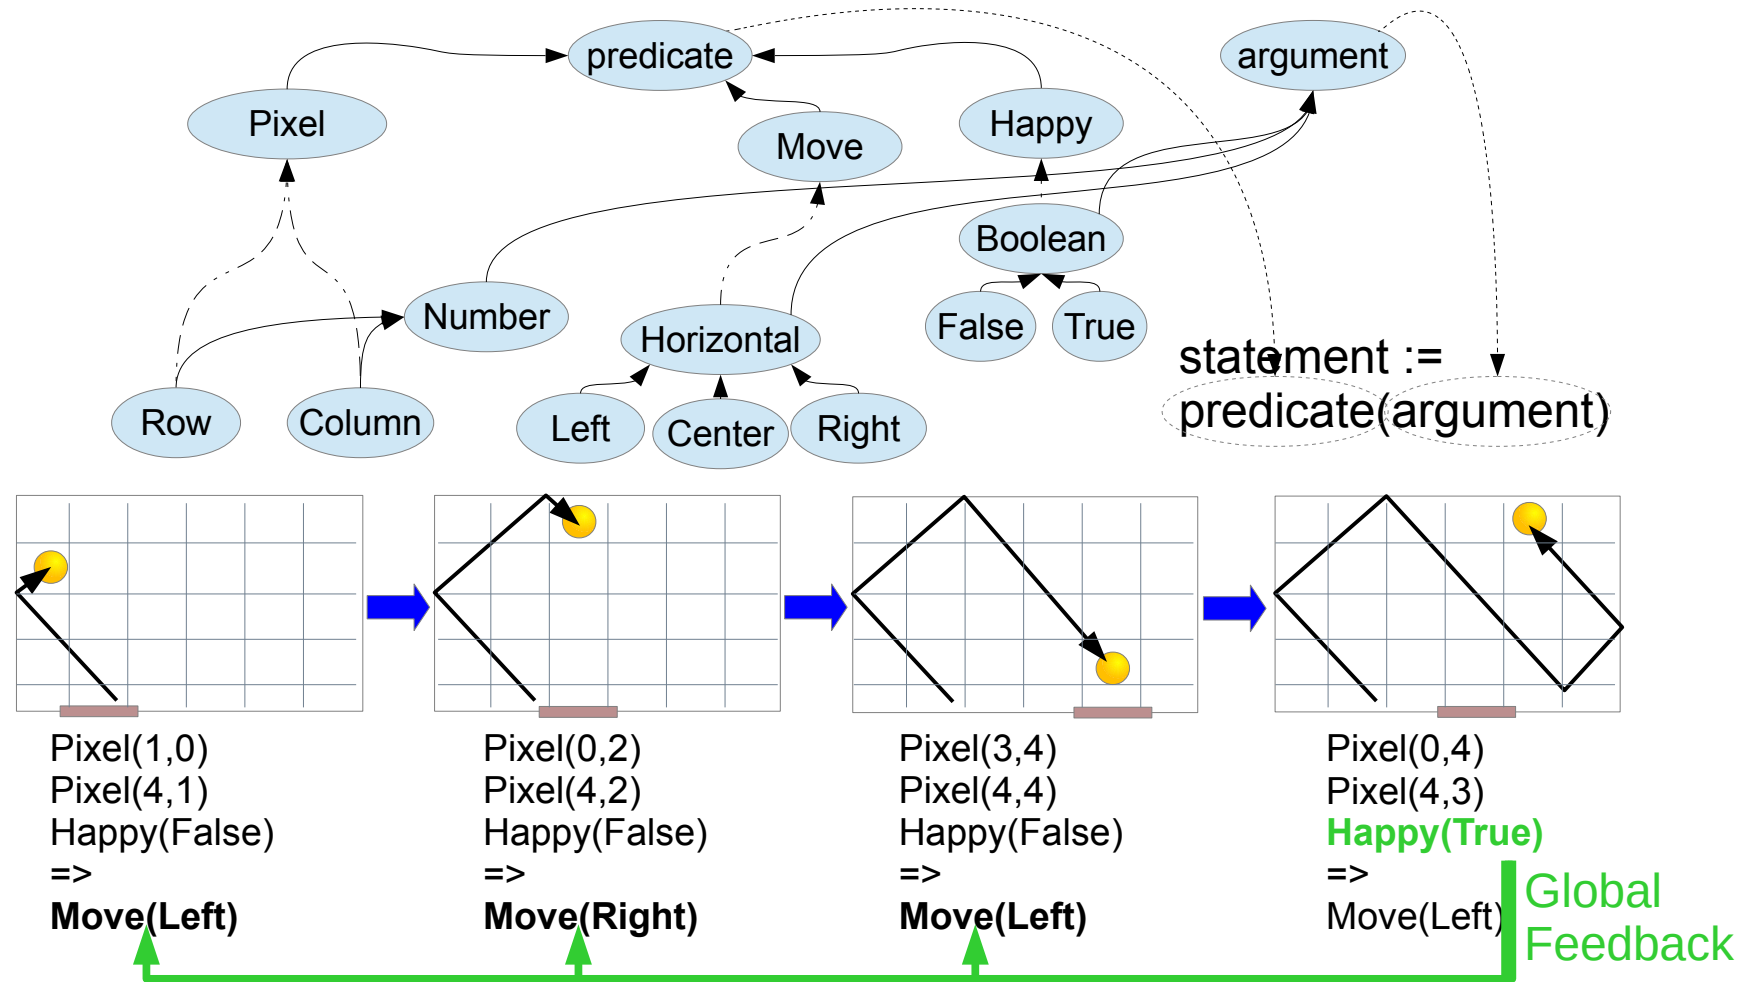 predicate
argument
Pixel
Move
Happy
Boolean
Number
Horizontal
False
True
Row
Column
Left
Center
Right
statement :=
predicate(argument)
Pixel(1,0)
Pixel(4,1)
Happy(False)
=>
Move(Left)
Pixel(0,2)
Pixel(4,2)
Happy(False)
=>
Move(Right)
Pixel(3,4)
Pixel(4,4)
Happy(False)
=>
Move(Left)
Pixel(0,4)
Pixel(4,3)
Happy(True)
=>
Move(Left)
Global
Feedback